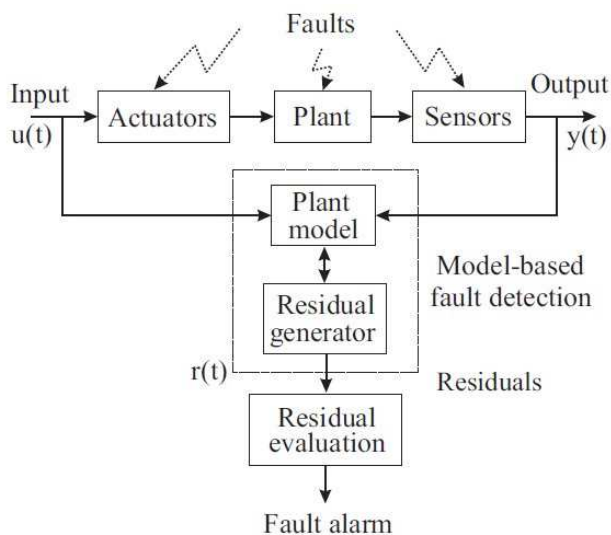 Faults
Input
Output
Actuators
Plant
Sensors
u(t)
y(t)
Plant
model
Model-based
fault detection
Residual
generator
r(t)
Residuals
Residual
evaluation
Fault alarm